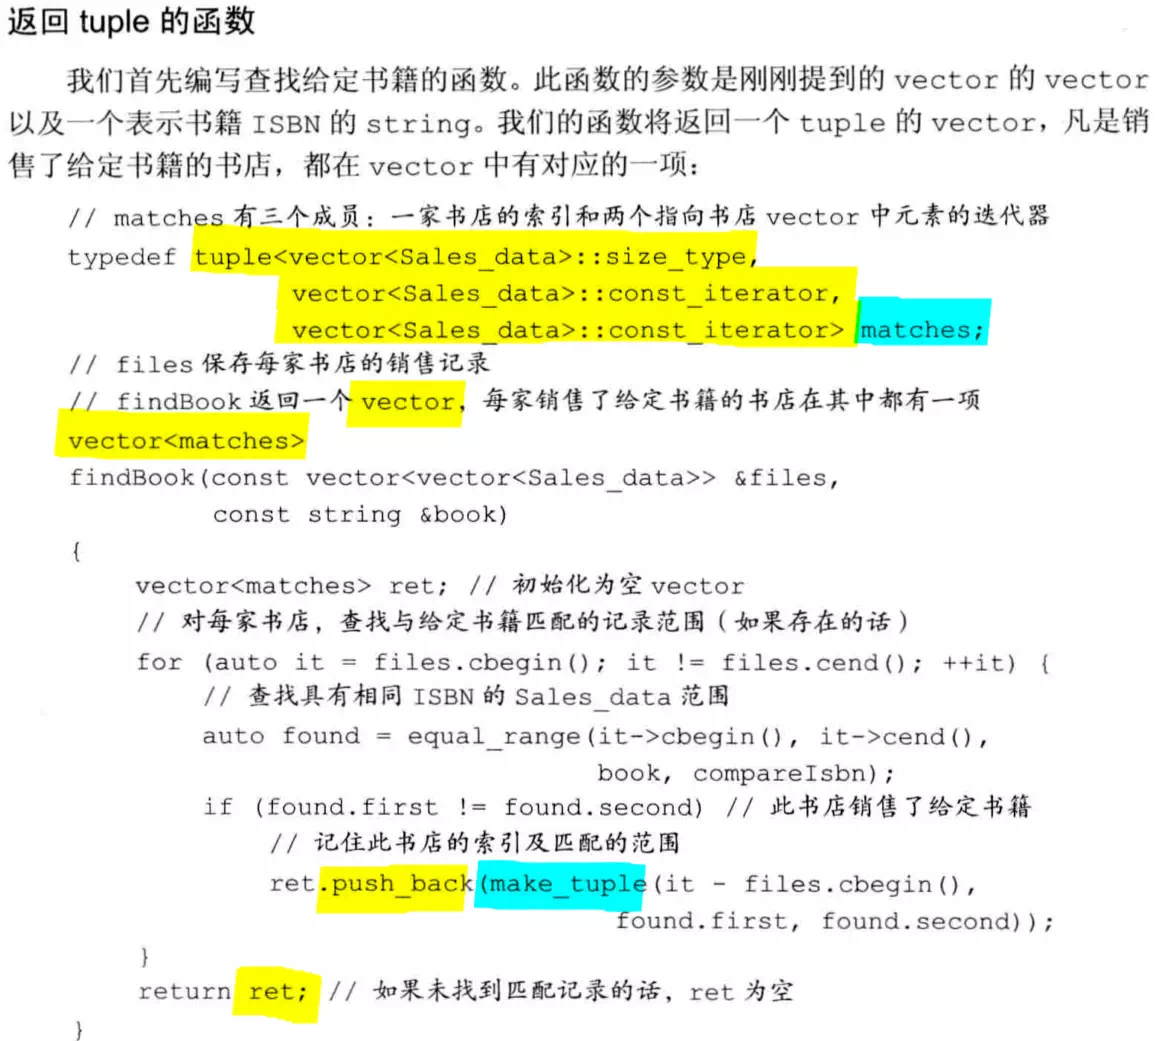 返回 tuple 的函数
我们首先编写查找给定书籍的函数。此函数的参数是刚刚提到的 vector 的 vector
以及一个表示书籍 ISBN 的 string。我们的函数将返回一个 tuple 的 vector，凡是销
售了给定书籍的书店，都在 vector 中有对应的一项：
// matches 有三个成员：一家书店的索引和两个指向书店 vector 中元素的迭代器
typedef tuple<vector<Sales_data>::size_type,
vector<Sales_data>::const_iterator,
vector<Sales_data>::const_iterator> matches;
// files 保存每家书店的销售记录
// findBook 返回一个 vector，每家销售了给定书籍的书店在其中都有一项
vector<matches>
findBook(const vector<vector<Sales_data>> &files,
const string &book)
{
vector<matches> ret; // 初始化为空 vector
// 对每家书店，查找与给定书籍匹配的记录范围（如果存在的话）
for (auto it = files.cbegin(); it != files.cend(); ++it) {
// 查找具有相同 ISBN 的 Sales_data 范围
auto found = equal_range(it->cbegin(), it->cend(),
book, compareIsbn);
if (found.first != found.second) // 此书店销售了给定书籍
// 记住此书店的索引及匹配的范围
ret.push_back(make_tuple(it - files.cbegin(),
found.first, found.second));
}
return ret; // 如果未找到匹配记录的话，ret 为空
}